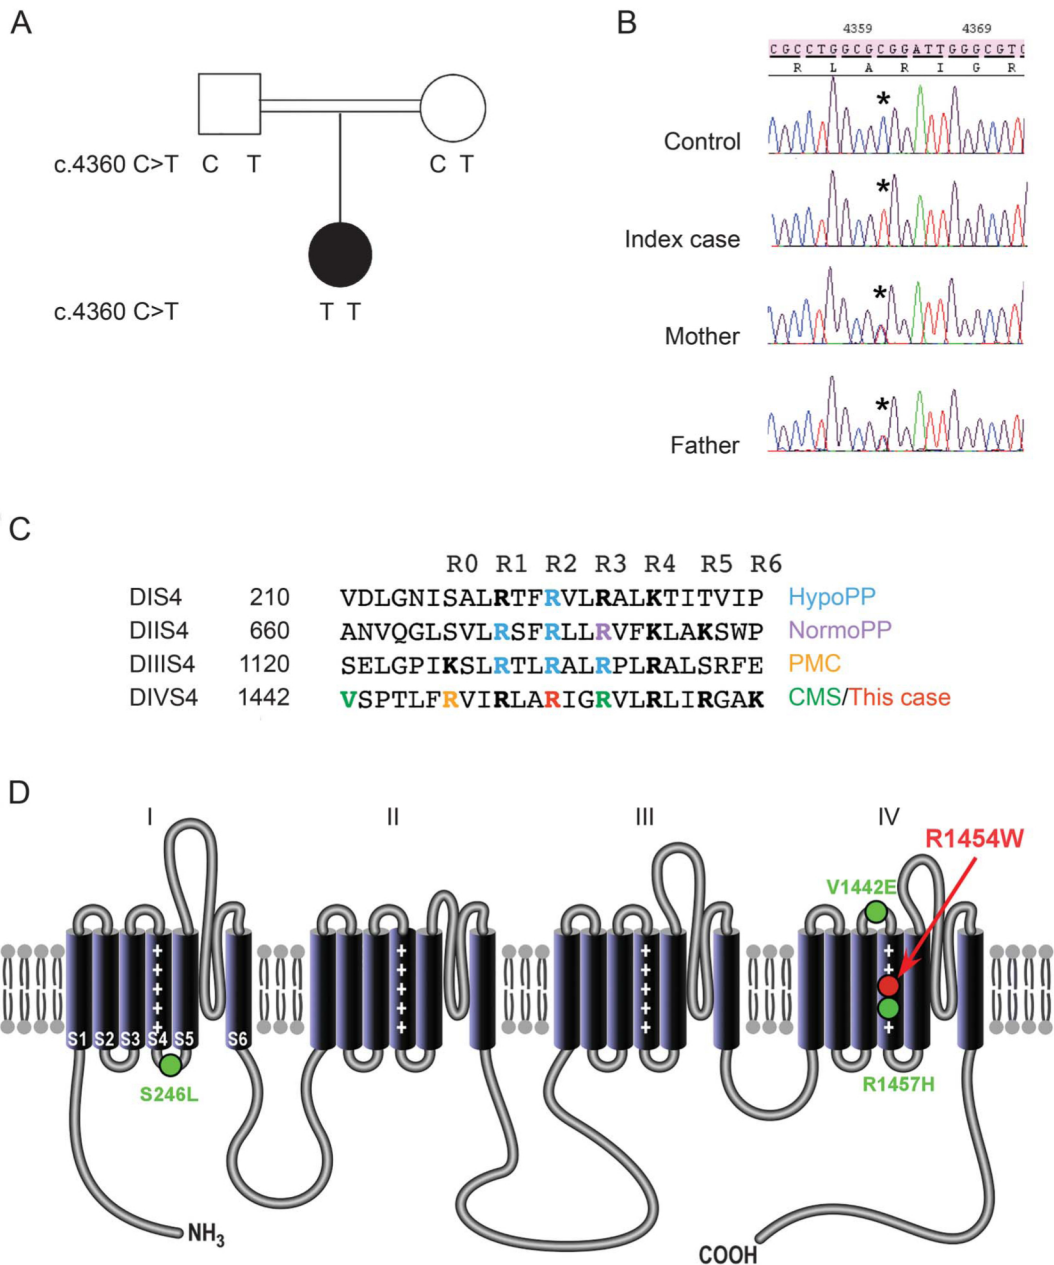 A
c.4360 C>T C T C T
c.4360 C>T T T
B
4359 4369
CGCCTGGCGCGGATTGGGCGTC
R L A R I G R
*
Control
*
Index case
*
Mother
*
Father
C
R0 R1 R2 R3 R4 R5 R6
DIS4 210 VDLGNISALRTFRVLRALKTITVIP HypoPP
DIIS4 660 ANVQGLSVLRSFRLLRVFKLAKSWP NormoPP
DIIIS4 1120 SELGPIKSLRTLRALRPLRALSRFE PMC
DIVS4 1442 VSPTLFRVIRLARIGRVLRLIRGAK CMS/This case
D
I II III IV
R1454W
V1442E
+ + + + +
+ + + + +
+ + + + +
+ + +
S1 S2 S3 S4 S5 S6
S246L
R1457H
NH3
COOH